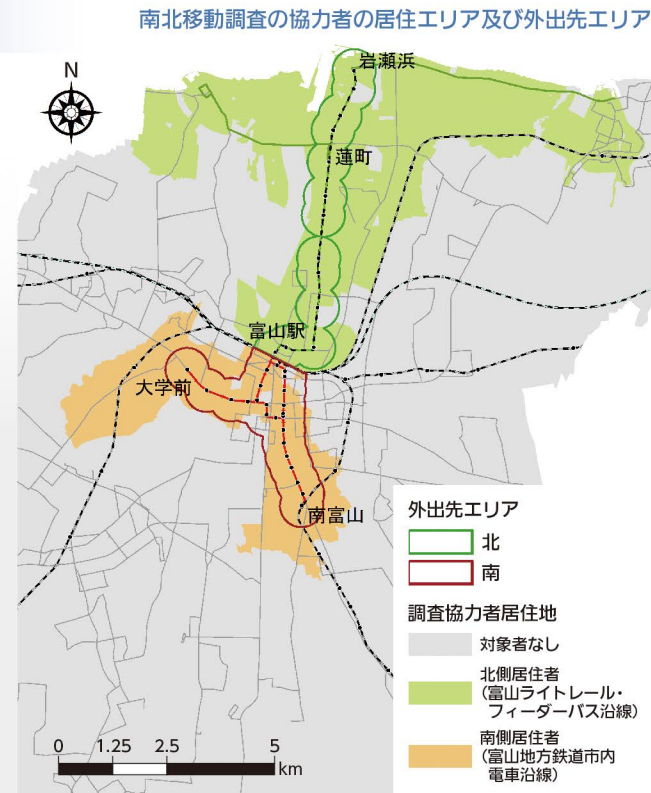 南北移動調査の協力者の居住エリア及び外出先エリア
N
岩瀬浜
蓮町
富山駅
大学前
南富山
外出先エリア
北
南
調査協力者居住地
対象者なし
北側居住者
(富山ライトレール・
フィーダーバス沿線)
南側居住者
(富山地方鉄道市内
電車沿線)
0 1.25 2.5 5
km